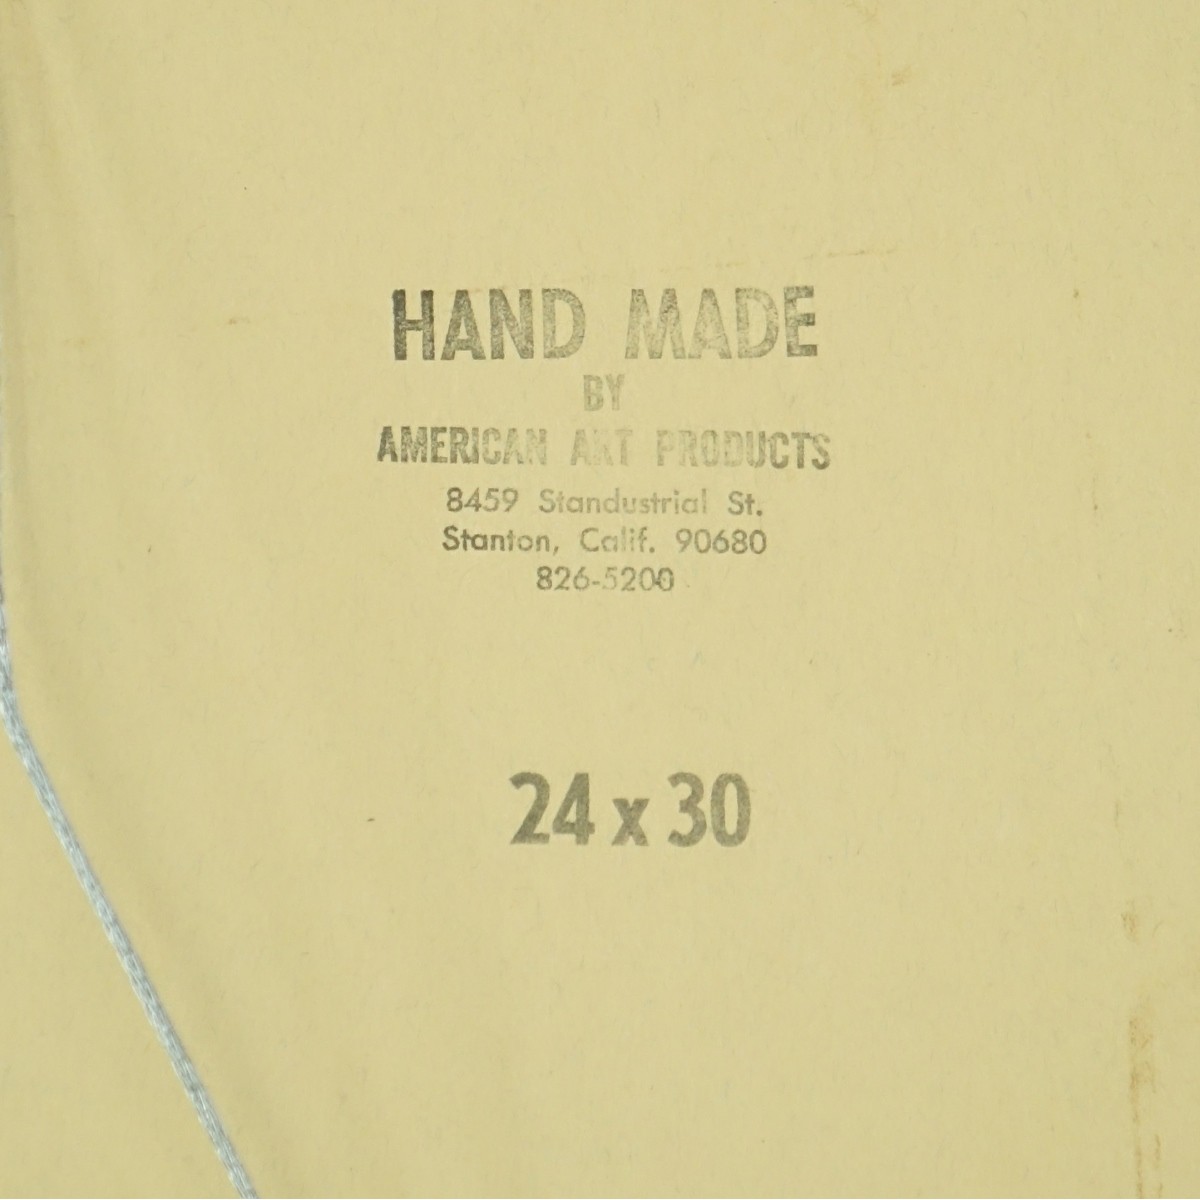 HAND MADE
BY
AMERICAN ART PRODUCTS
8459 Standustrial St.
Stanton, Calif. 90680
826-5200
24 x 30